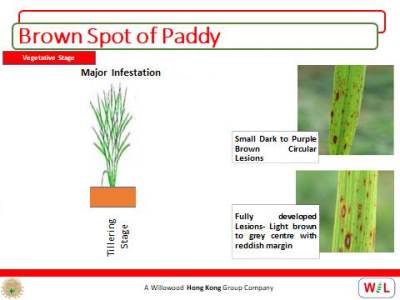 Brown Spot of Paddy
Vegetative Stage
Major Infestation
Small Dark to Purple
Brown Circular
Lesions
Fully developed
Lesions- Light brown
to grey centre with
reddish margin
Tillering
Stage
A Willowood Hong Kong Group Company
WIL